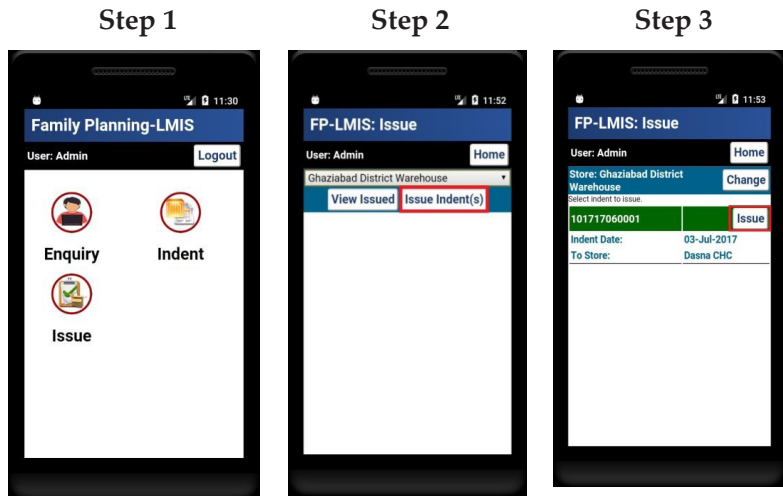 Step 1
Step 2
Step 3
11:30
Family Planning-LMIS
User: Admin Logout
Enquiry Indent
Issue
11:52
FP-LMIS: Issue
User: Admin Home
Ghaziabad District Warehouse
View Issued Issue Indent(s)
11:53
FP-LMIS: Issue
User: Admin Home
Store: Ghaziabad District
Warehouse Change
Select indent to issue.
101717060001 Issue
Indent Date: 03-Jul-2017
To Store: Dasna CHC